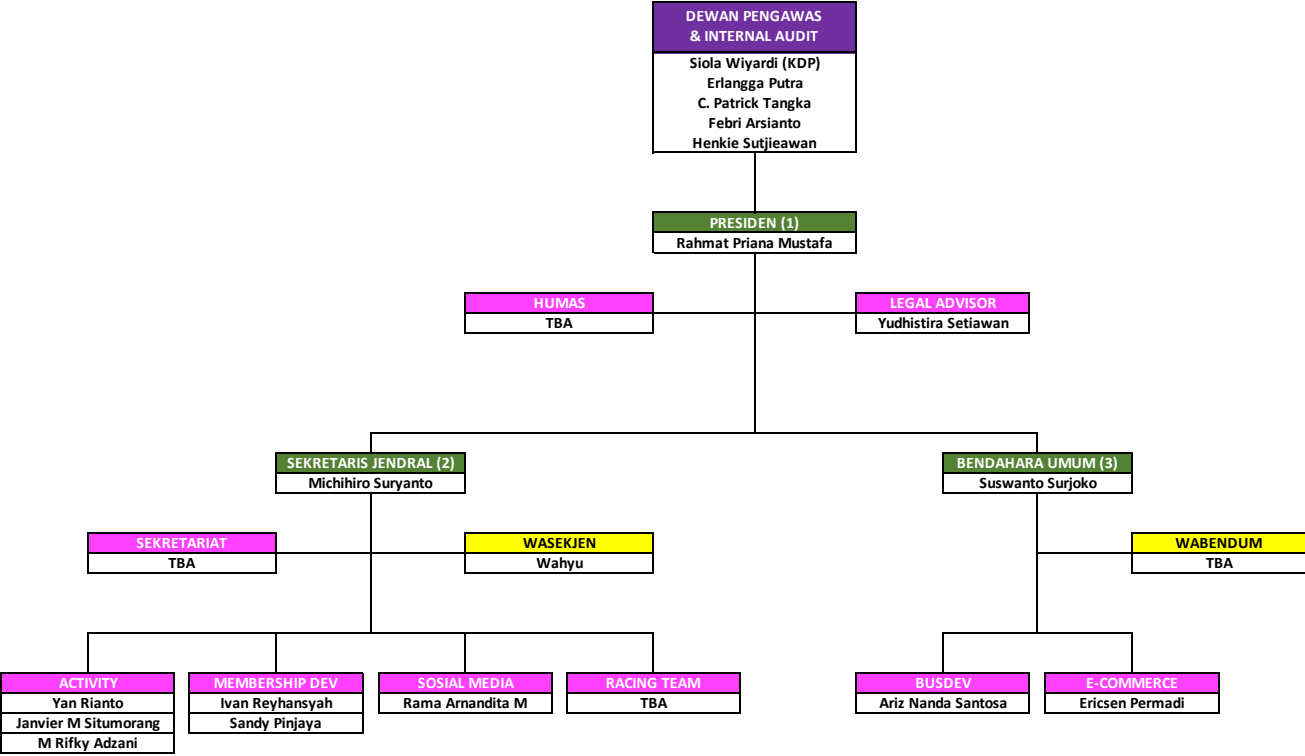 DEWAN PENGAWAS
& INTERNAL AUDIT
Siola Wiyardi (KDP)
Erlangga Putra
C. Patrick Tangka
Febri Arsianto
Henkie Sutjieawan
PRESIDEN (1)
Rahmat Priana Mustafa
HUMAS
TBA
LEGAL ADVISOR
Yudhistira Setiawan
SEKRETARIS JENDRAL (2)
Michihiro Suryanto
BENDAHARA UMUM (3)
Suswanto Surjoko
SEKRETARIAT
TBA
WASEKJEN
Wahyu
WABENDUM
TBA
ACTIVITY
Yan Rianto
Janvier M Situmorang
M Rifky Adzani
MEMBERSHIP DEV
Ivan Reyhansyah
Sandy Pinjaya
SOSIAL MEDIA
Rama Arnandita M
RACING TEAM
TBA
BUSDEV
Ariz Nanda Santosa
E-COMMERCE
Ericsen Permadi